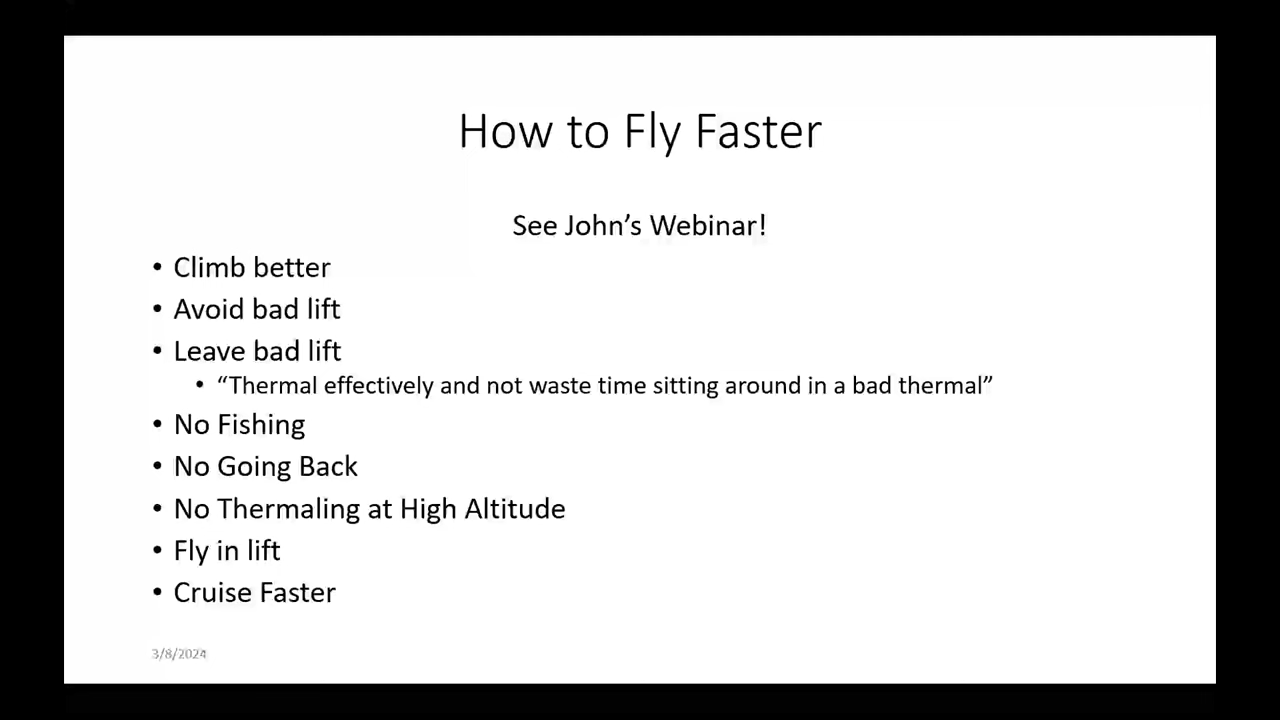 How to Fly Faster
See John’s Webinar!
• Climb better
• Avoid bad lift
• Leave bad lift
• “Thermal effectively and not waste time sitting around in a bad thermal”
• No Fishing
• No Going Back
• No Thermaling at High Altitude
• Fly in lift
• Cruise Faster
3/8/2024